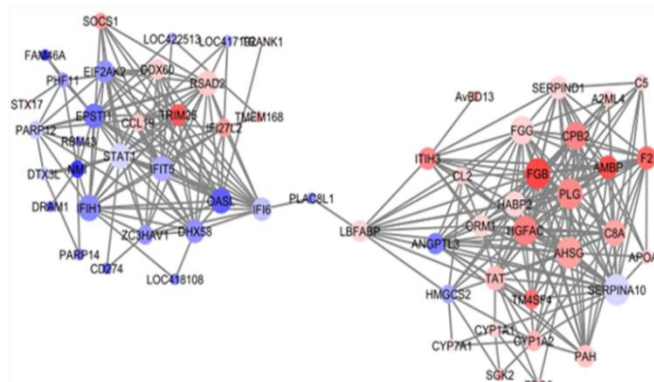 SOCS1
LOC422513
LOC417192
TRANK1
FAM46A
PHF11
EIF2AK2
DDX60
RSAD2
STX17
EPSTI1
CCL19
TRIM25
TMEM168
PARP12
RBM43
IFI27L2
STAT1
DTX3L
NMI
IFIT5
DRAM1
IFIH1
OASL
IFI6
PLAC8L1
PARP14
ZC3HAV1
DHX58
CD274
LOC418108
AvBD13
SERPIND1
C5
A2ML4
FGG
CPB2
ITIH3
CL2
FGB
AMBP
F2
HABP2
PLG
LBFABP
ORM1
HGFAC
C8A
ANGPTL3
AHSG
APOA
HMGCS2
TAT
TM4SF4
SERPINA10
CYP1A1
CYP7A1
CYP1A2
PAH
SGK2